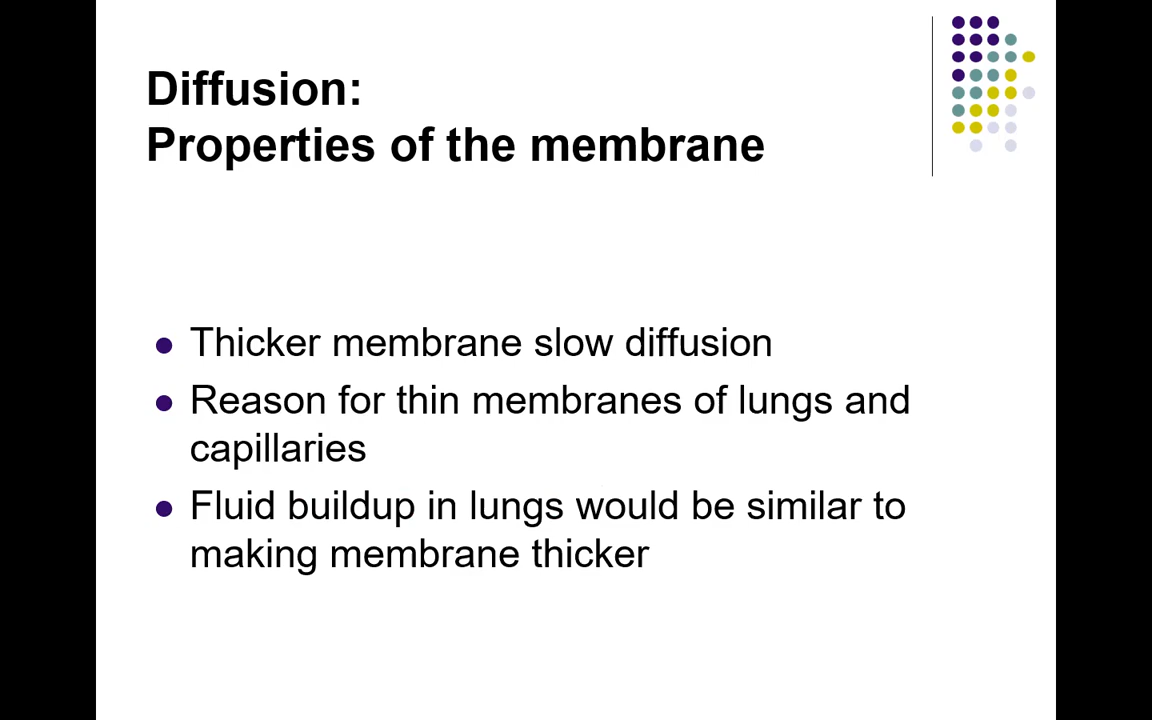 Diffusion:
Properties of the membrane
Thicker membrane slow diffusion
Reason for thin membranes of lungs and
capillaries
Fluid buildup in lungs would be similar to
making membrane thicker